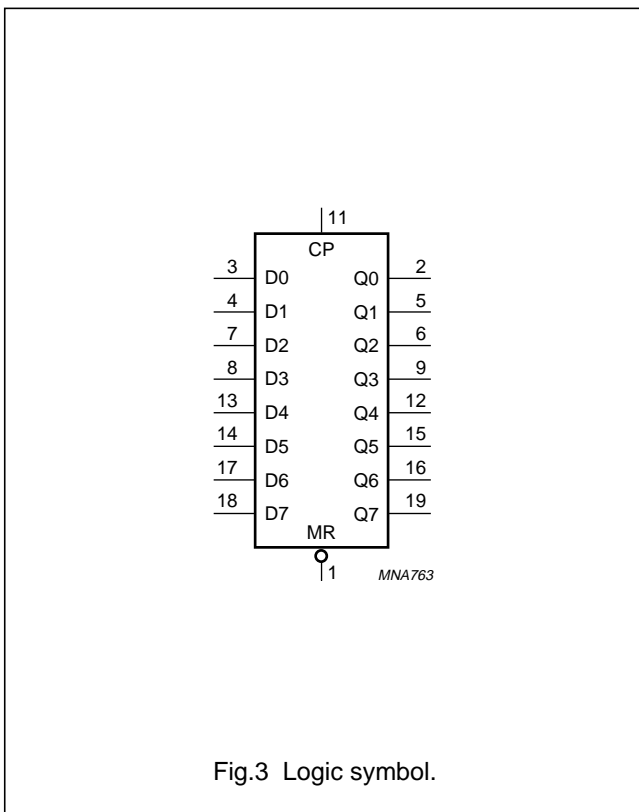 11
CP
3 D0 Q0 2
4 D1 Q1 5
7 D2 Q2 6
8 D3 Q3 9
13 D4 Q4 12
14 D5 Q5 15
17 D6 Q6 16
18 D7 Q7 19
MR
1 MNA763
Fig.3 Logic symbol.